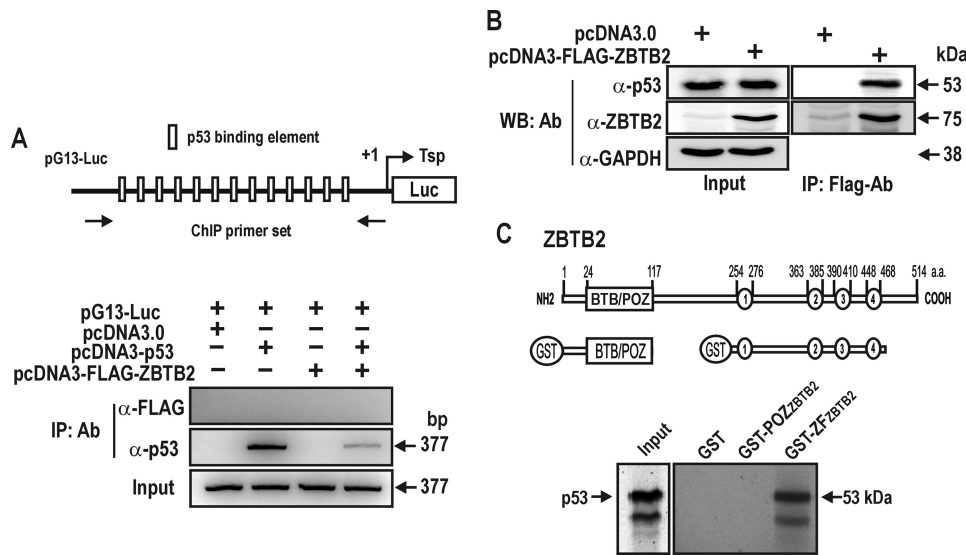 A
p53 binding element
pG13-Luc
+1
Tsp
Luc
ChIP primer set
pG13-Luc + + + +
pcDNA3.0 + − − −
pcDNA3-p53 − + − +
pcDNA3-FLAG-ZBTB2 − − + +
IP: Ab
α-FLAG
bp
α-p53
377
Input
377
B
pcDNA3.0 + +
pcDNA3-FLAG-ZBTB2 + + kDa
WB: Ab
α-p53 53
α-ZBTB2 75
α-GAPDH 38
Input
IP: Flag-Ab
C
ZBTB2
1 24 117 254 276 363 385 390 410 448 468 514 a.a.
NH2 BTB/POZ 1 2 3 4 COOH
GST BTB/POZ GST 1 2 3 4
Input GST GST-POZZBTB2 GST-ZFZBTB2
p53 53 kDa